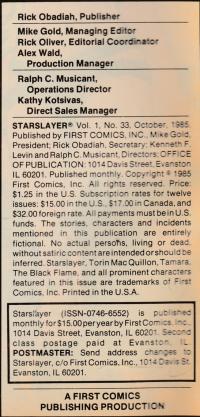 Rick Obadiah, Publisher
Mike Gold, Managing Editor
Rick Oliver, Editorial Coordinator
Alex Wald,
Production Manager
Ralph C. Musicant,
Operations Director
Kathy Kotsivas,
Direct Sales Manager
STARSLAYER® Vol. 1, No. 33, October, 1985.
Published by FIRST COMICS, INC., Mike Gold,
President; Rick Obadiah, Secretary; Kenneth F.
Levin and Ralph C. Musicant, Directors; OFFICE
OF PUBLICATION: 1014 Davis Street, Evanston
IL 60201. Published monthly. Copyright © 1985
First Comics, Inc. All rights reserved. Price:
$1.25 in the U.S. Subscription rates for twelve
issues: $15.00 in the U.S., $17.00 in Canada, and
$32.00 foreign rate. All payments must be in U.S.
funds. The stories, characters and incidents
mentioned in this publication are entirely
fictional. No actual persons, living or dead,
without satiric content are intended or should be
inferred. Starslayer, Torin Mac Quillon, Tamara,
The Black Flame, and all prominent characters
featured in this issue are trademarks of First
Comics, Inc. Printed in the U.S.A.
Starslayer (ISSN-0746-6552) is published
monthly for $15.00 per year by First Comics, Inc.,
1014 Davis Street, Evanston, IL 60201. Second
class postage paid at Evanston, IL.
POSTMASTER: Send address changes to
Starslayer, c/o First Comics, Inc., 1014 Davis St.
Evanston, IL 60201.
A FIRST COMICS
PUBLISHING PRODUCTION